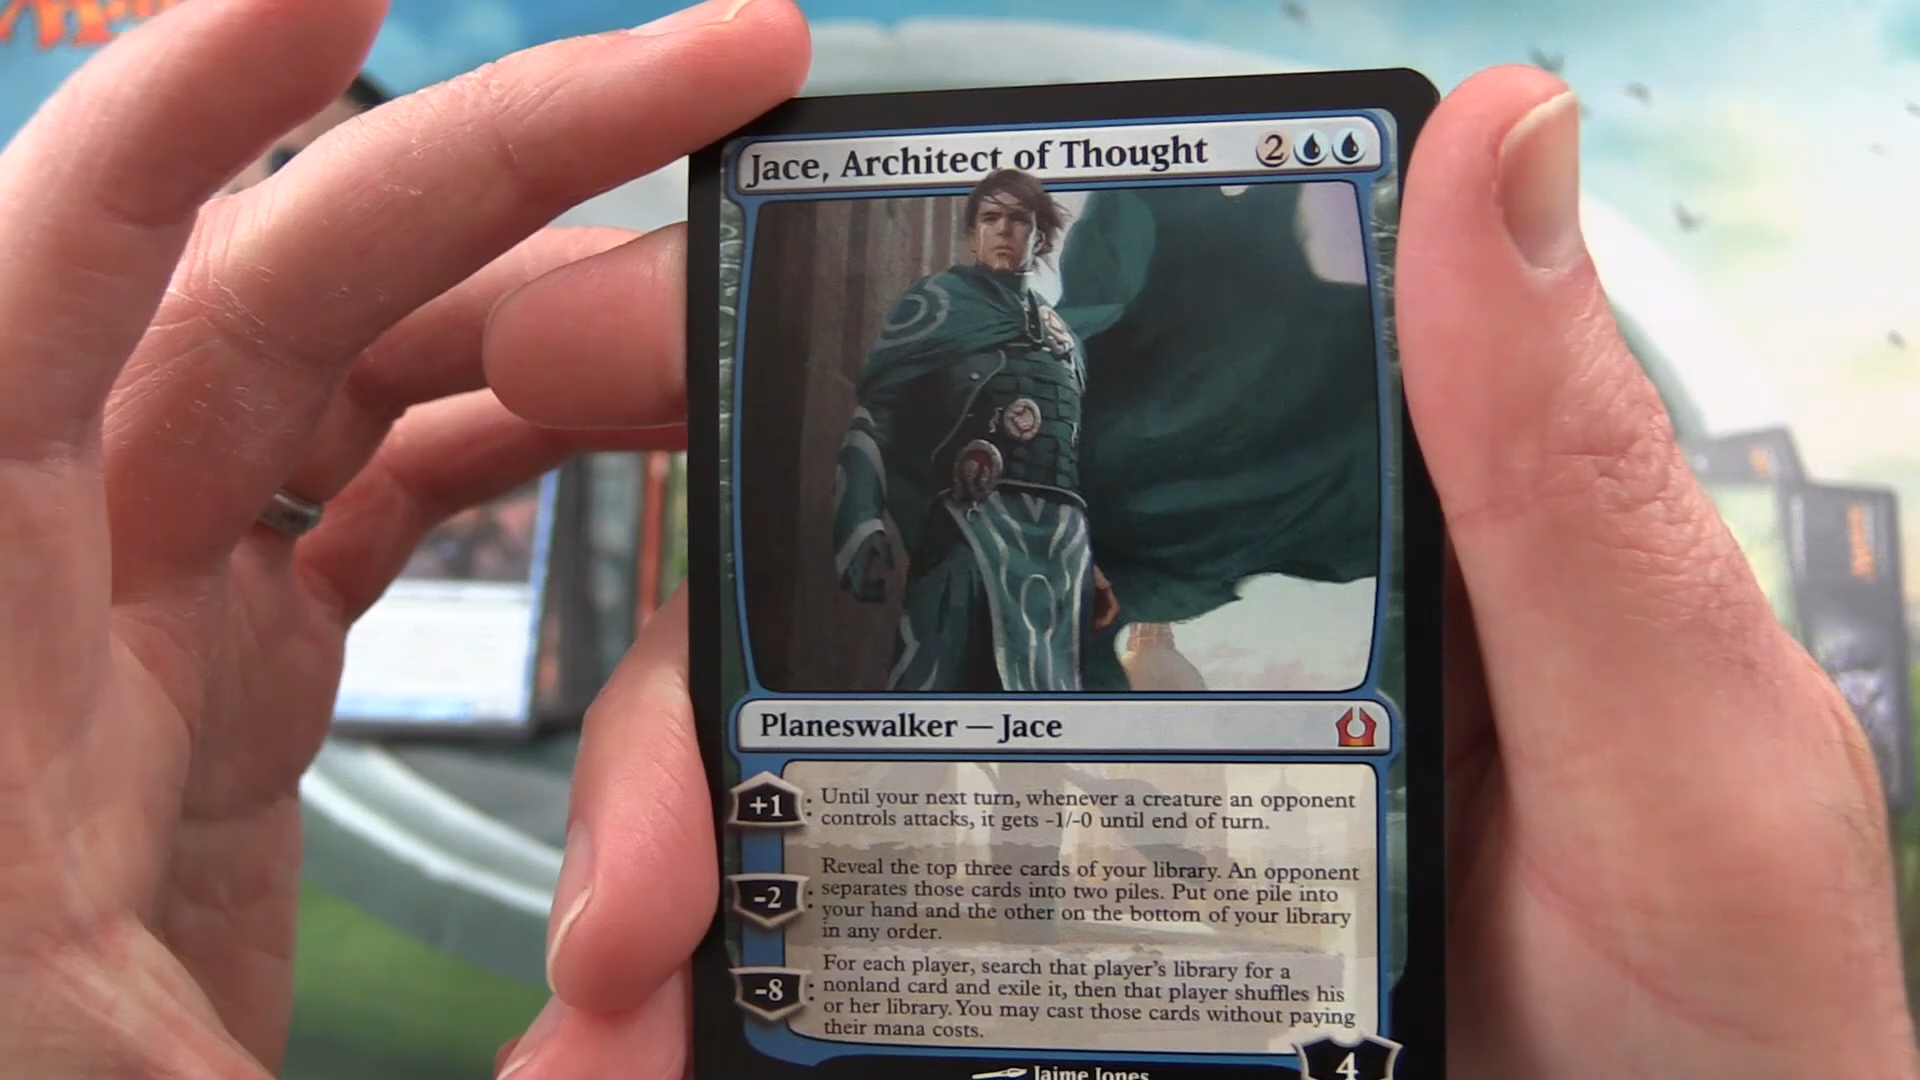 Jace, Architect of Thought 2
Planeswalker — Jace
+1: Until your next turn, whenever a creature an opponent
controls attacks, it gets -1/-0 until end of turn.
Reveal the top three cards of your library. An opponent
-2: separates those cards into two piles. Put one pile into
your hand and the other on the bottom of your library
in any order.
For each player, search that player's library for a
-8: nonland card and exile it, then that player shuffles his
or her library. You may cast those cards without paying
their mana costs.
4
Jaime Jones